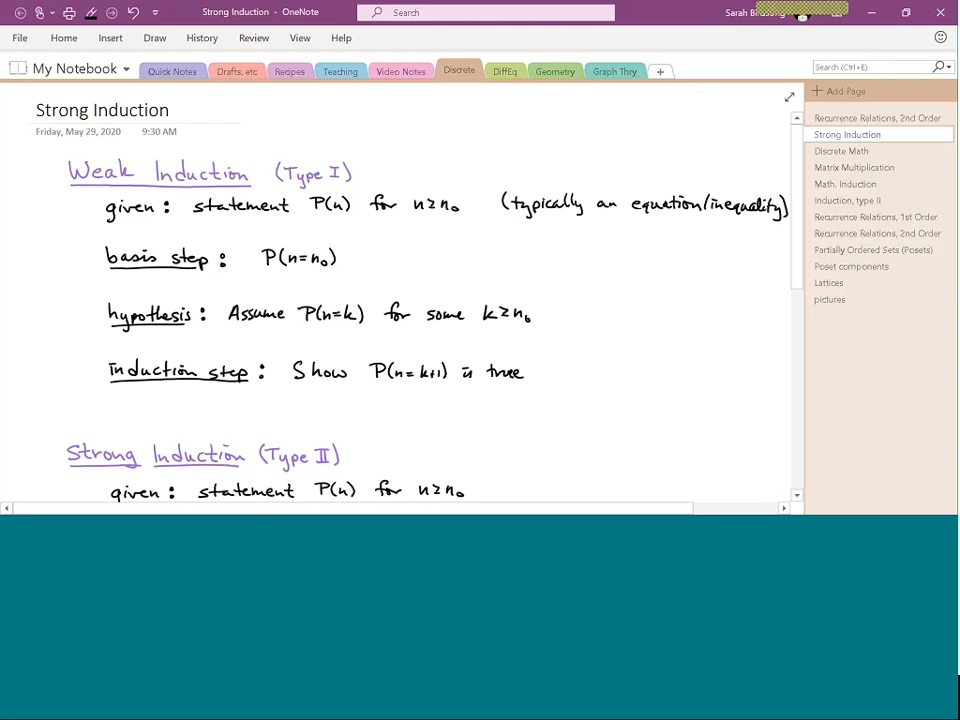 Strong Induction - OneNote
Search
Sarah
File Home Insert Draw History Review View Help
My Notebook
Quick Notes
Drafts, etc
Recipes
Teaching
Video Notes
Discrete
DiffEq
Geometry
Graph Thry
Search (Ctrl+E)
Strong Induction
Friday, May 29, 2020 9:30 AM
Weak Induction (Type I)
given: statement P(n) for n≥n₀ (typically an equation/inequality)
basis step: P(n=n₀)
hypothesis: Assume P(n=k) for some k≥n₀
induction step: Show P(n=k+1) is true
Strong Induction (Type II)
given: statement P(n) for n≥n₀
Add Page
Recurrence Relations, 2nd Order
Strong Induction
Discrete Math
Matrix Multiplication
Math. Induction
Induction, type II
Recurrence Relations, 1st Order
Recurrence Relations, 2nd Order
Partially Ordered Sets (Posets)
Poset components
Lattices
pictures